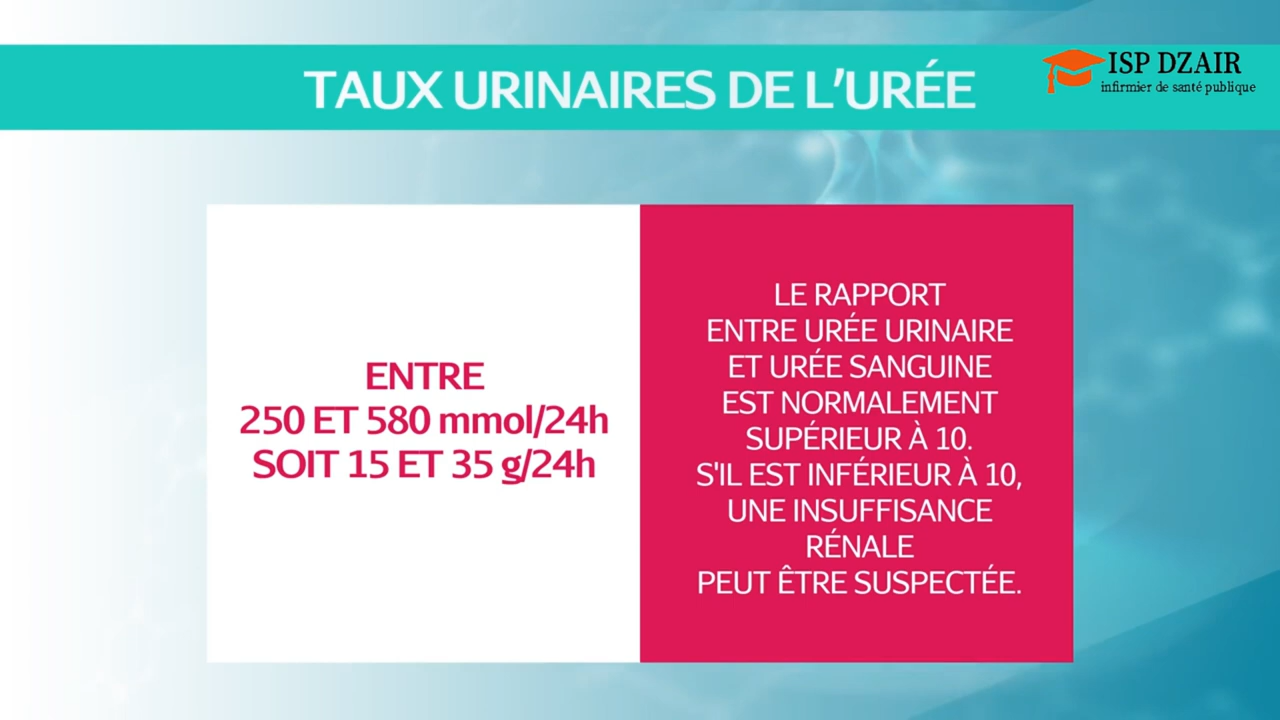 TAUX URINAIRES DE L'URÉE
ISP DZAIR
infirmier de santé publique
ENTRE
250 ET 580 mmol/24h
SOIT 15 ET 35 g/24h
LE RAPPORT
ENTRE URÉE URINAIRE
ET URÉE SANGUINE
EST NORMALEMENT
SUPÉRIEUR À 10.
S'IL EST INFÉRIEUR À 10,
UNE INSUFFISANCE
RÉNALE
PEUT ÊTRE SUSPECTÉE.